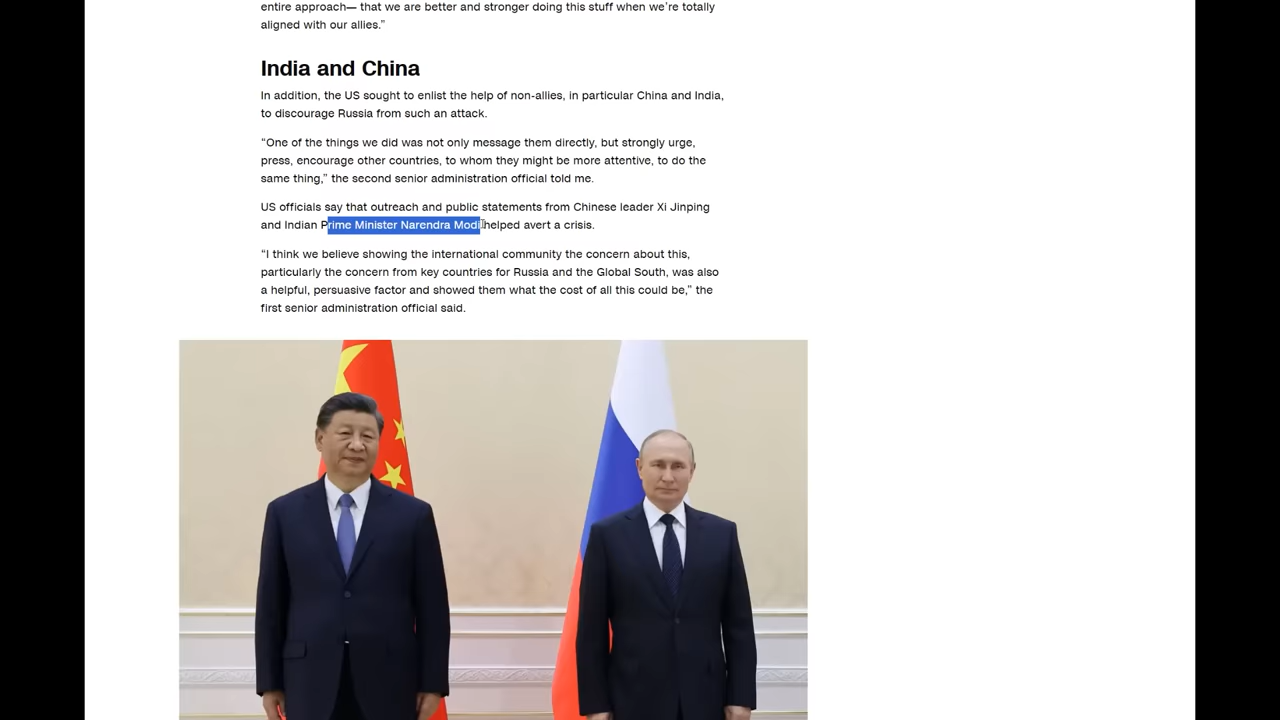 entire approach— that we are better and stronger doing this stuff when we’re totally
aligned with our allies.”
India and China
In addition, the US sought to enlist the help of non-allies, in particular China and India,
to discourage Russia from such an attack.
“One of the things we did was not only message them directly, but strongly urge,
press, encourage other countries, to whom they might be more attentive, to do the
same thing,” the second senior administration official told me.
US officials say that outreach and public statements from Chinese leader Xi Jinping
and Indian Prime Minister Narendra Modi helped avert a crisis.
“I think we believe showing the international community the concern about this,
particularly the concern from key countries for Russia and the Global South, was also
a helpful, persuasive factor and showed them what the cost of all this could be,” the
first senior administration official said.